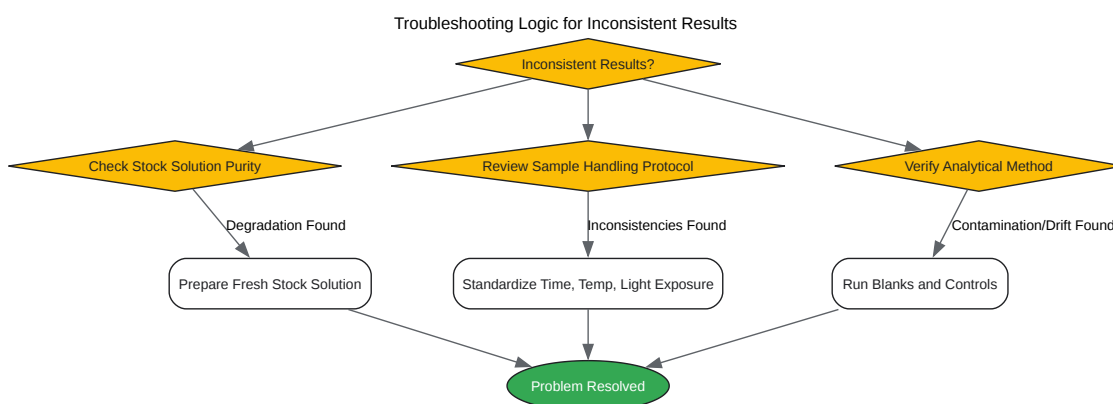 Troubleshooting Logic for Inconsistent Results
Inconsistent Results?
Check Stock Solution Purity
Review Sample Handling Protocol
Verify Analytical Method
Degradation Found
Inconsistencies Found
Contamination/Drift Found
Prepare Fresh Stock Solution
Standardize Time, Temp, Light Exposure
Run Blanks and Controls
Problem Resolved